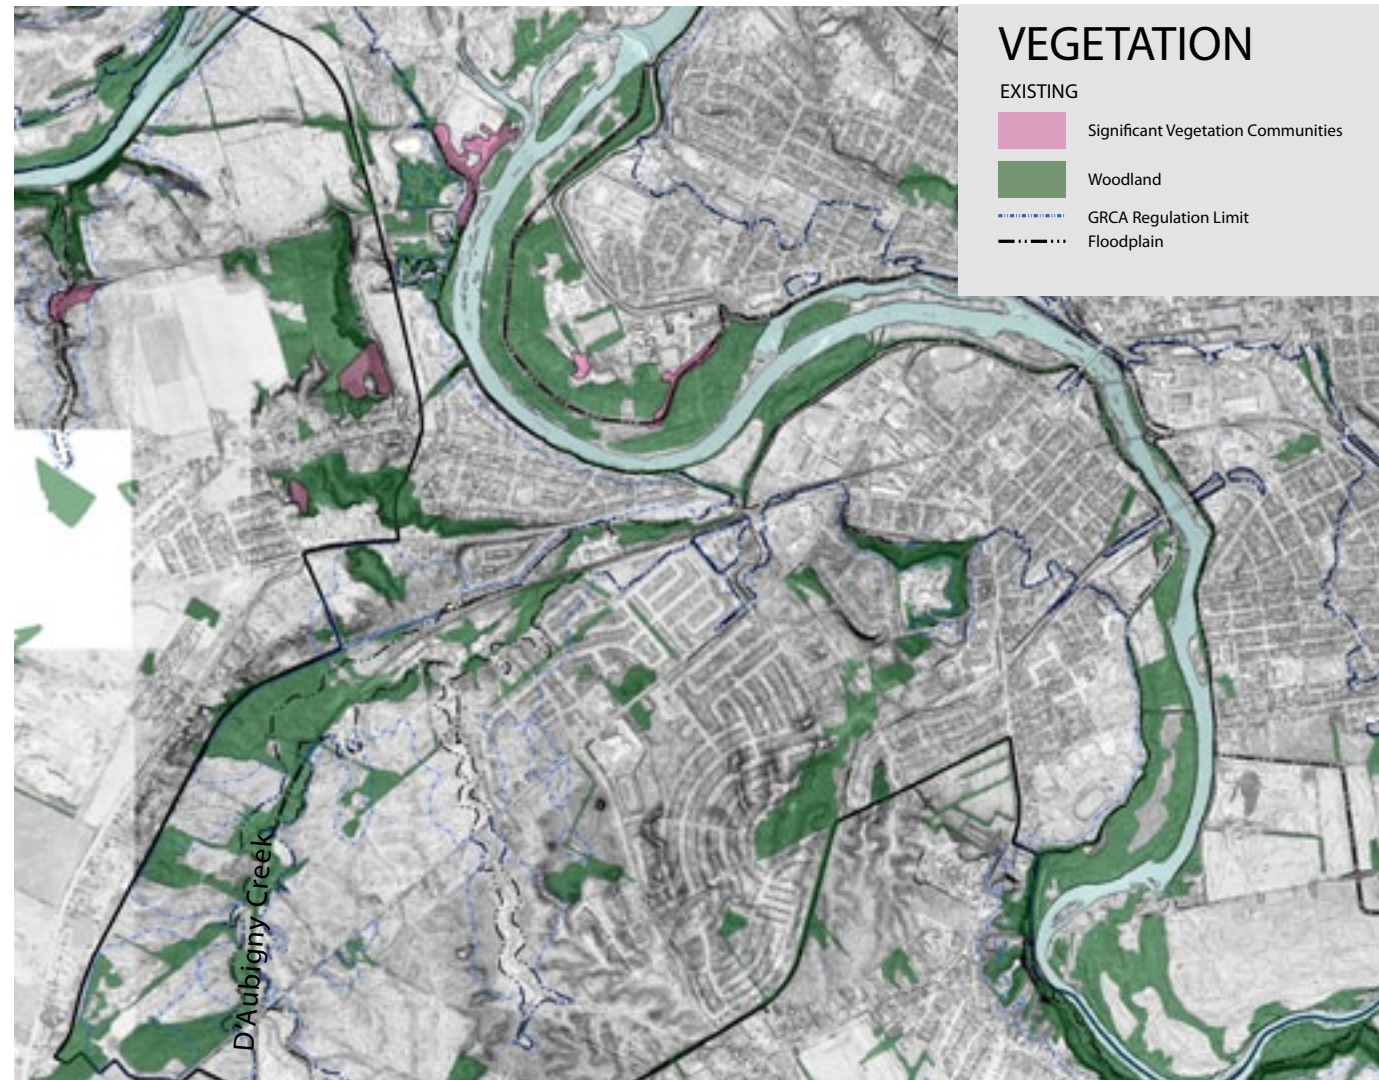 VEGETATION
EXISTING
Significant Vegetation Communities
Woodland
GRCA Regulation Limit
Floodplain
D'Aubigny Creek